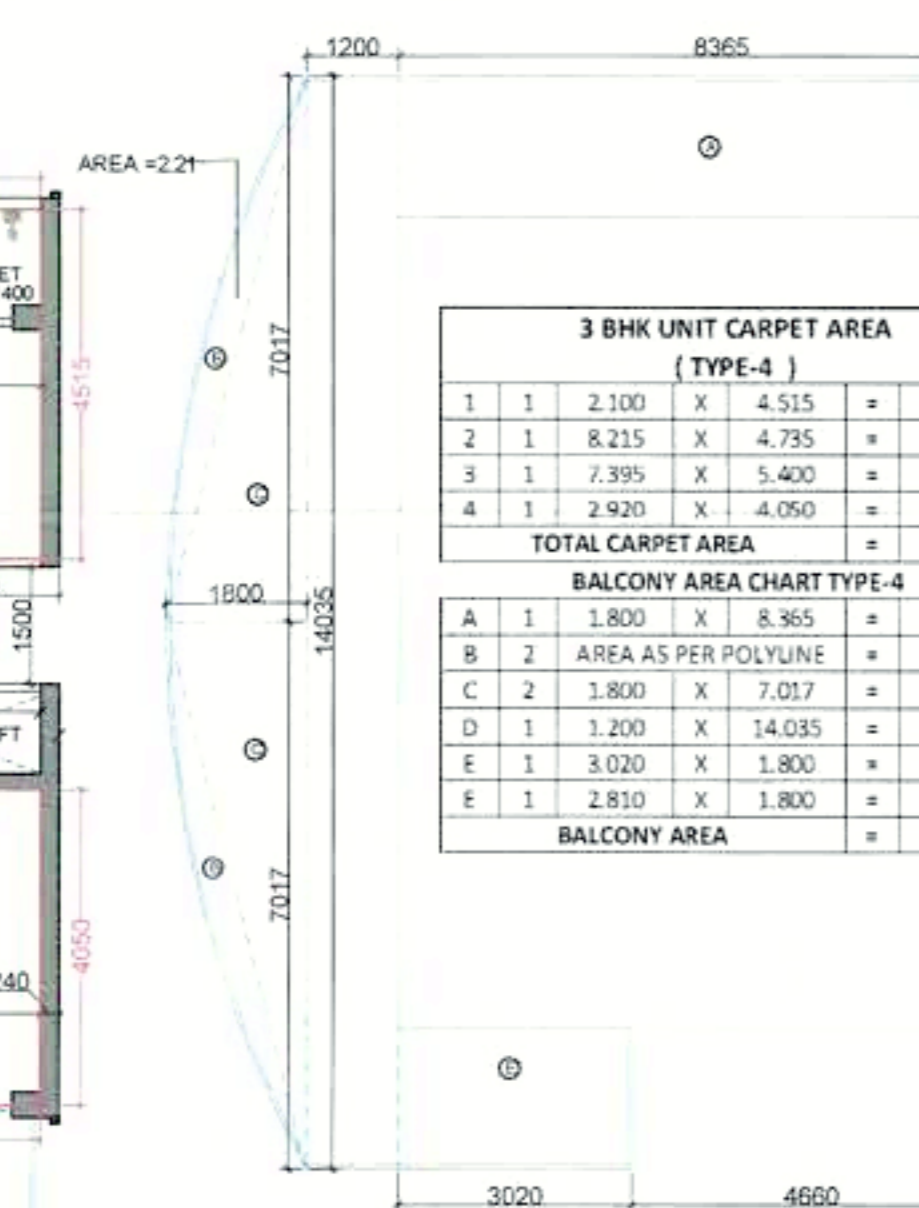 1200
8365
A
AREA =2.21
ET
400
7017
B
4515
3 BHK UNIT CARPET AREA
( TYPE-4 )
1 1 2.100 X 4.515 =
2 1 8.215 X 4.735 =
3 1 7.395 X 5.400 =
4 1 2.920 X 4.050 =
TOTAL CARPET AREA =
C
BALCONY AREA CHART TYPE-4
A 1 1.800 X 8.365 =
B 2 AREA AS PER POLYLINE =
C 2 1.800 X 7.017 =
D 1 1.200 X 14.035 =
E 1 3.020 X 1.800 =
E 1 2.810 X 1.800 =
BALCONY AREA =
1800
14035
1500
FT
C
B
7017
4050
240
E
3020
4660